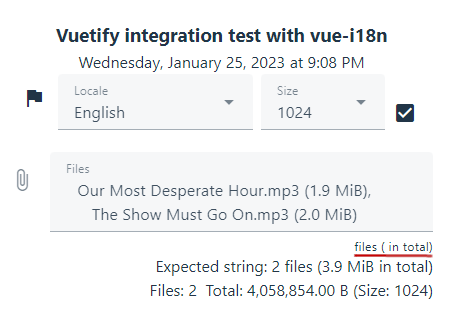 Vuetify integration test with vue-i18n
Wednesday, January 25, 2023 at 9:08 PM
Locale
English
Size
1024
Files
Our Most Desperate Hour.mp3 (1.9 MiB),
The Show Must Go On.mp3 (2.0 MiB)
files ( in total)
Expected string: 2 files (3.9 MiB in total)
Files: 2 Total: 4,058,854.00 B (Size: 1024)